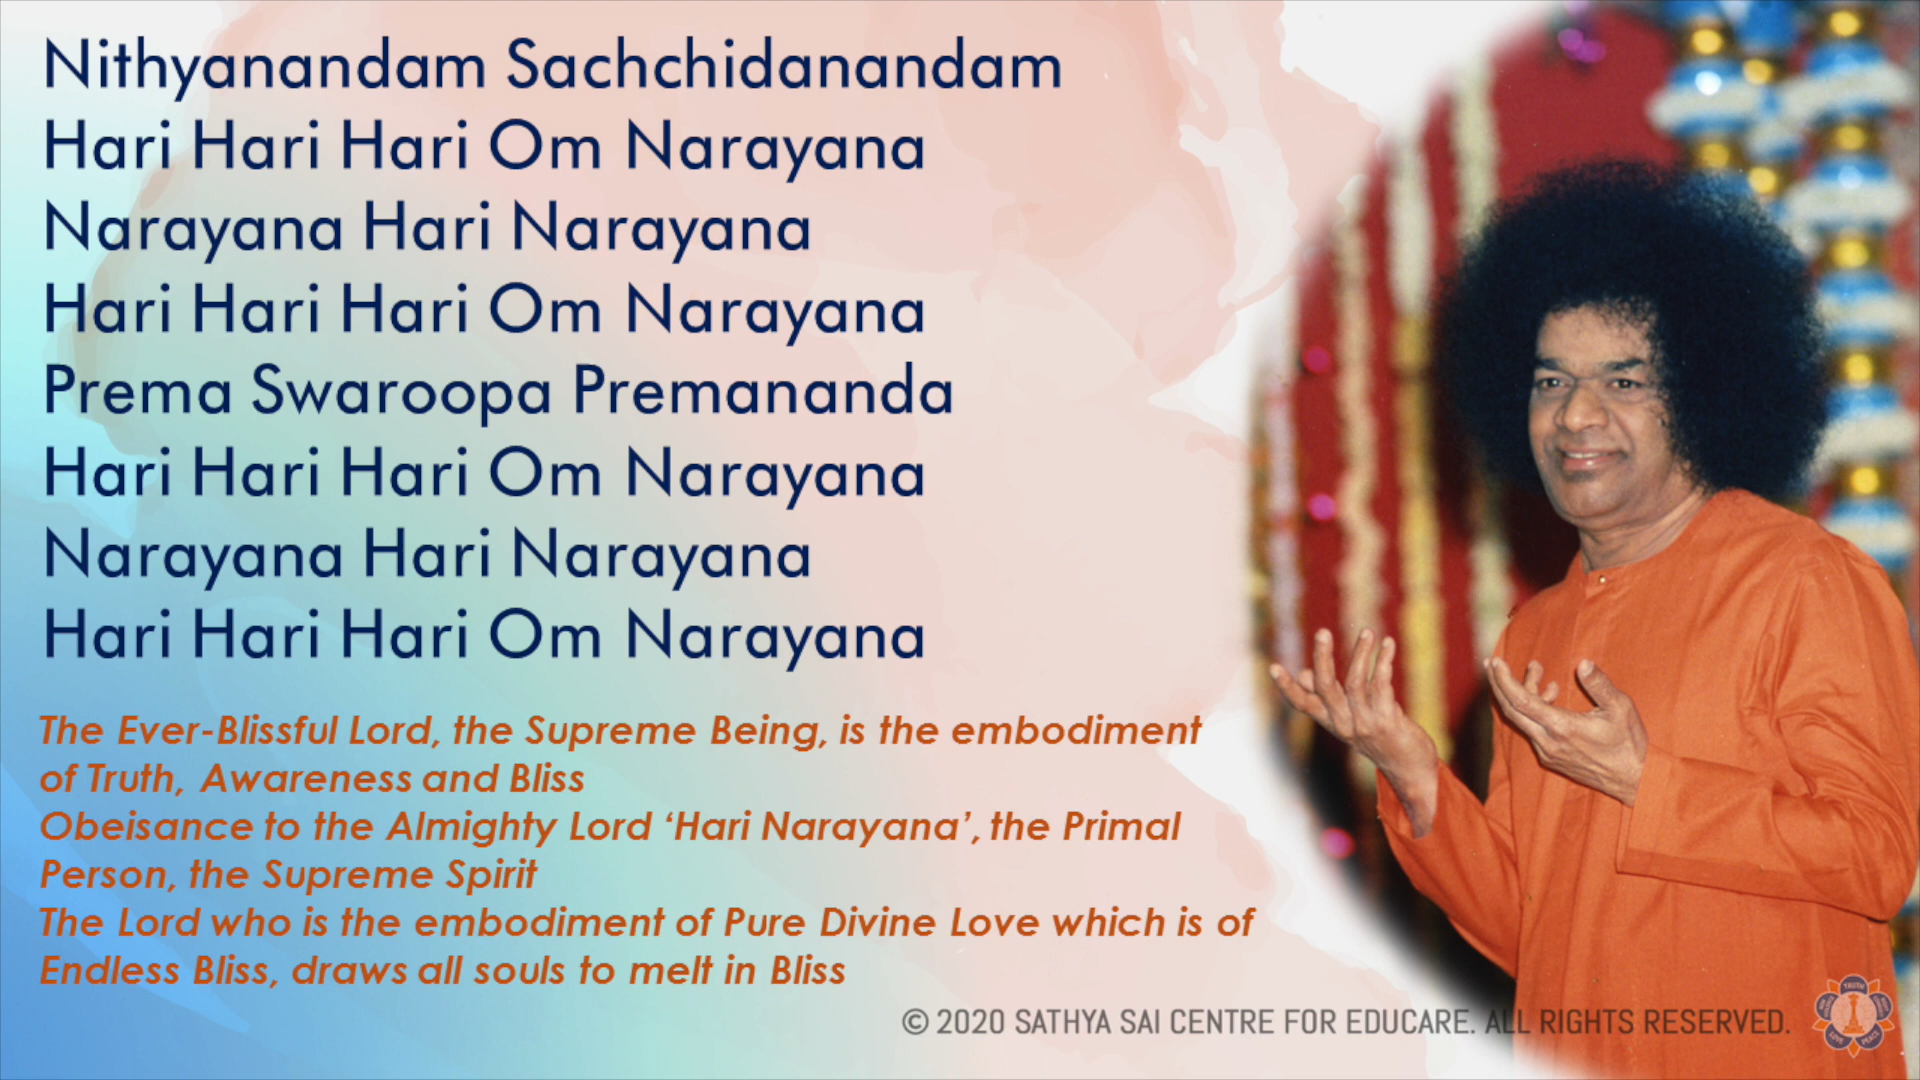 Nithyanandam Sachchidanandam
Hari Hari Hari Om Narayana
Narayana Hari Narayana
Hari Hari Hari Om Narayana
Prema Swaroopa Premananda
Hari Hari Hari Om Narayana
Narayana Hari Narayana
Hari Hari Hari Om Narayana
The Ever-Blissful Lord, the Supreme Being, is the embodiment
of Truth, Awareness and Bliss
Obeisance to the Almighty Lord ‘Hari Narayana’, the Primal
Person, the Supreme Spirit
The Lord who is the embodiment of Pure Divine Love which is of
Endless Bliss, draws all souls to melt in Bliss
© 2020 SATHYA SAI CENTRE FOR EDUCARE. ALL RIGHTS RESERVED.
TRUTH
LOVE
PEACE